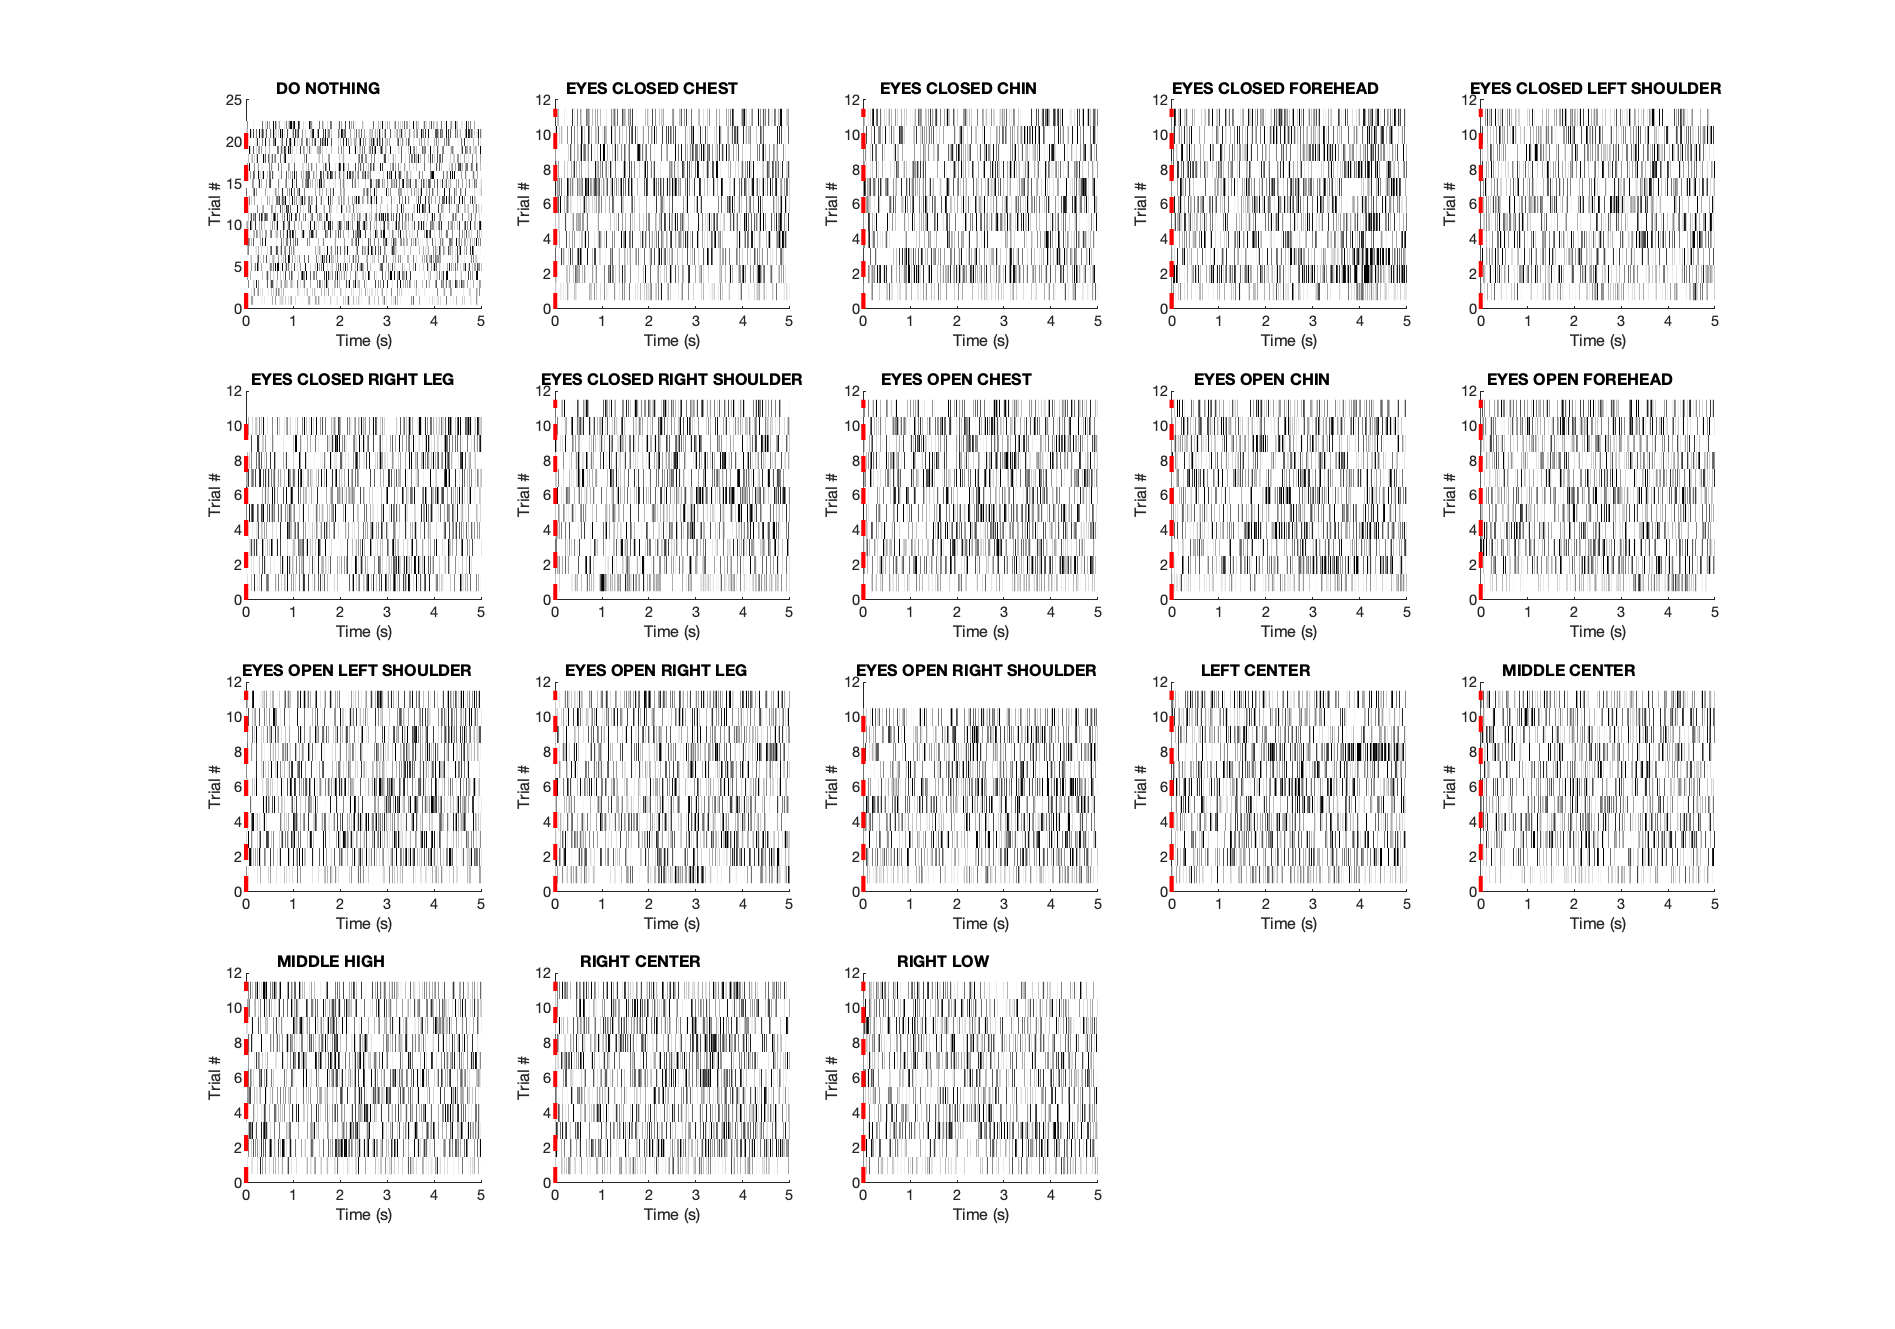 DO NOTHING
25
20
15
10
5
0
Trial #
0 1 2 3 4 5
Time (s)
EYES CLOSED CHEST
12
10
8
6
4
2
0
Trial #
0 1 2 3 4 5
Time (s)
EYES CLOSED CHIN
12
10
8
6
4
2
0
Trial #
0 1 2 3 4 5
Time (s)
EYES CLOSED FOREHEAD
12
10
8
6
4
2
0
Trial #
0 1 2 3 4 5
Time (s)
EYES CLOSED LEFT SHOULDER
12
10
8
6
4
2
0
Trial #
0 1 2 3 4 5
Time (s)
EYES CLOSED RIGHT LEG
12
10
8
6
4
2
0
Trial #
0 1 2 3 4 5
Time (s)
EYES CLOSED RIGHT SHOULDER
12
10
8
6
4
2
0
Trial #
0 1 2 3 4 5
Time (s)
EYES OPEN CHEST
12
10
8
6
4
2
0
Trial #
0 1 2 3 4 5
Time (s)
EYES OPEN CHIN
12
10
8
6
4
2
0
Trial #
0 1 2 3 4 5
Time (s)
EYES OPEN FOREHEAD
12
10
8
6
4
2
0
Trial #
0 1 2 3 4 5
Time (s)
EYES OPEN LEFT SHOULDER
12
10
8
6
4
2
0
Trial #
0 1 2 3 4 5
Time (s)
EYES OPEN RIGHT LEG
12
10
8
6
4
2
0
Trial #
0 1 2 3 4 5
Time (s)
EYES OPEN RIGHT SHOULDER
12
10
8
6
4
2
0
Trial #
0 1 2 3 4 5
Time (s)
LEFT CENTER
12
10
8
6
4
2
0
Trial #
0 1 2 3 4 5
Time (s)
MIDDLE CENTER
12
10
8
6
4
2
0
Trial #
0 1 2 3 4 5
Time (s)
MIDDLE HIGH
12
10
8
6
4
2
0
Trial #
0 1 2 3 4 5
Time (s)
RIGHT CENTER
12
10
8
6
4
2
0
Trial #
0 1 2 3 4 5
Time (s)
RIGHT LOW
12
10
8
6
4
2
0
Trial #
0 1 2 3 4 5
Time (s)